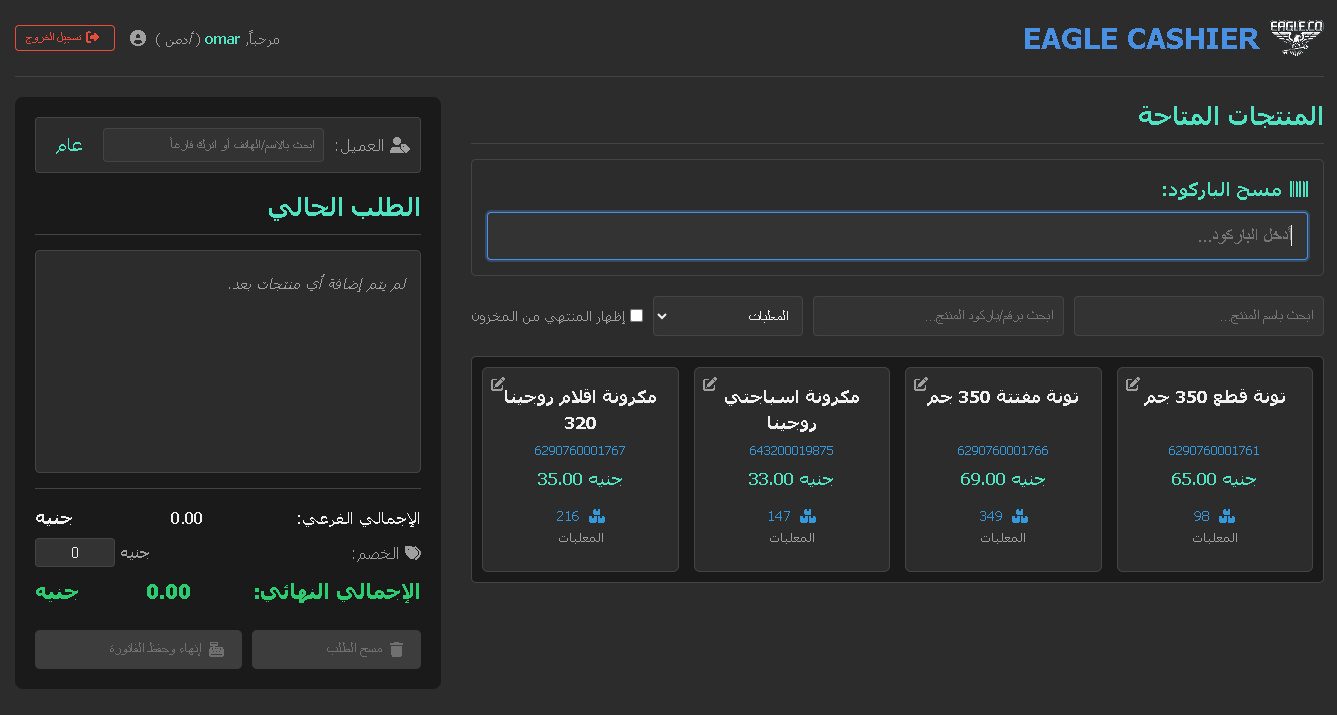 EAGLE.CO
EAGLE CASHIER
مرحباً, omar (أدمن )
تسجيل الخروج
المنتجات المتاحة
مسح الباركود:
أدخل الباركود...
ابحث باسم المنتج...
ابحث برقم/باركود المنتج...
المعلبات
إظهار المنتهي من المخزون
تونة قطع 350 جم
6290760001761
65.00 جنيه
98
المعلبات
تونة مفتتة 350 جم
6290760001766
69.00 جنيه
349
المعلبات
مكرونة اسباجتي
روجينا
643200019875
33.00 جنيه
147
المعلبات
مكرونة اقلام روجينا
320
6290760001767
35.00 جنيه
216
المعلبات
العميل:
ابحث بالاسم/الهاتف أو اترك فارغاً
عام
الطلب الحالي
لم يتم إضافة أي منتجات بعد.
الإجمالي الفرعي: 0.00 جنيه
الخصم: جنيه 0
الإجمالي النهائي: 0.00 جنيه
مسح الطلب
إنهاء وحفظ الفاتورة